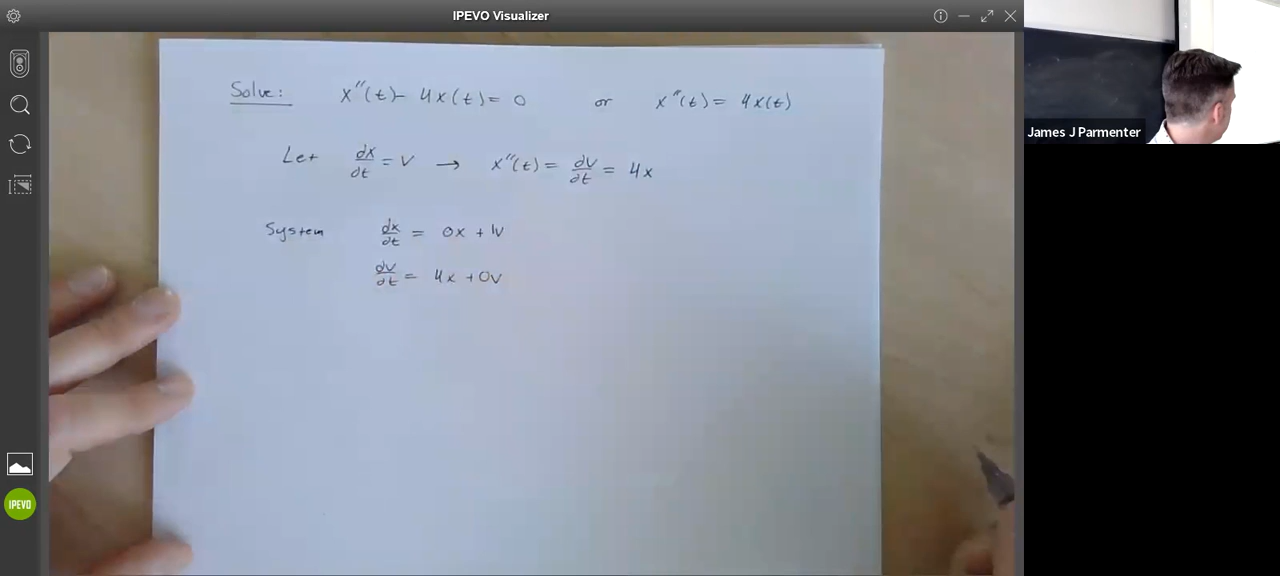 IPEVO Visualizer
James J Parmenter
Solve: x''(t) - 4x(t) = 0 or x''(t) = 4x(t)
Let dx/dt = v → x''(t) = dv/dt = 4x
System dx/dt = 0x + 1v
dv/dt = 4x + 0v
IPEVO